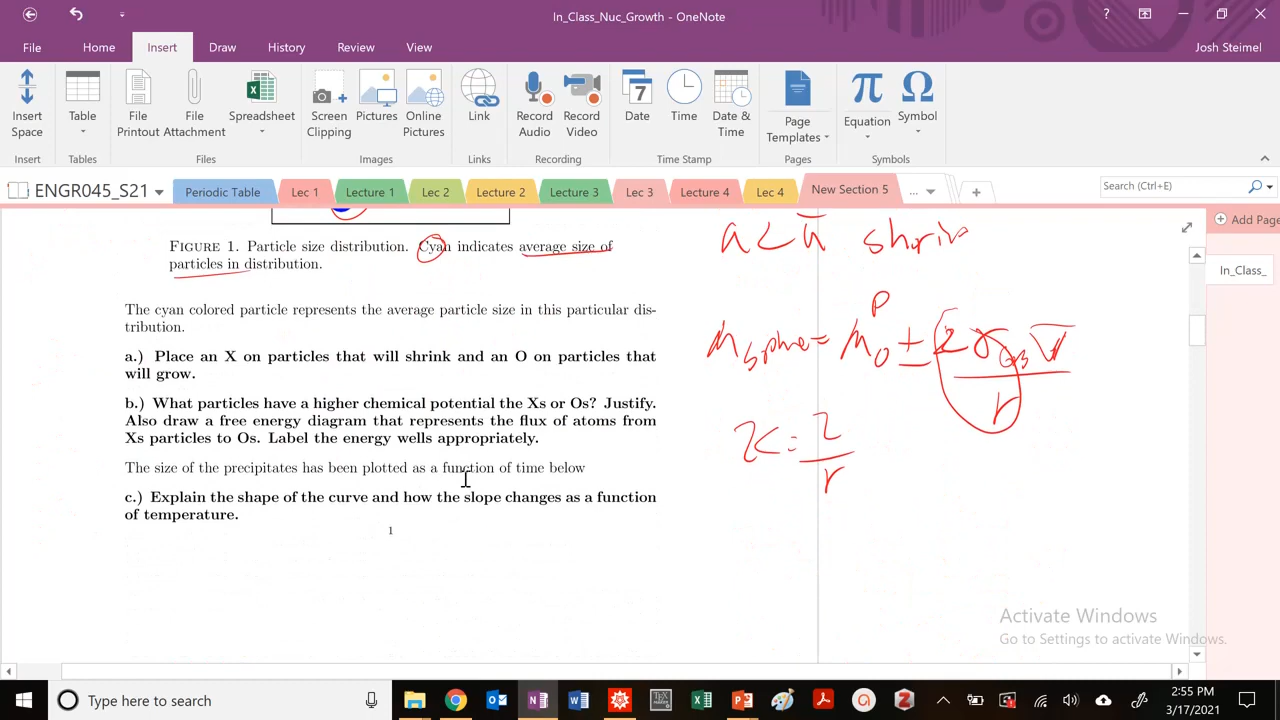 In_Class_Nuc_Growth - OneNote
Josh Steimel
File Home Insert Draw History Review View
Insert Space
Table
File Printout
File Attachment
Spreadsheet
Screen Clipping
Pictures
Online Pictures
Link
Record Audio
Record Video
Date
Time
Date & Time
Page Templates
Equation
Symbol
Insert Tables Files Images Links Recording Time Stamp Pages Symbols
ENGR045_S21 Periodic Table Lec 1 Lecture 1 Lec 2 Lecture 2 Lecture 3 Lec 3 Lecture 4 Lec 4 New Section 5 ...
Search (Ctrl+E)
Add Page
In_Class_
FIGURE 1. Particle size distribution. Cyan indicates average size of
particles in distribution.
The cyan colored particle represents the average particle size in this particular dis-
tribution.
a.) Place an X on particles that will shrink and an O on particles that
will grow.
b.) What particles have a higher chemical potential the Xs or Os? Justify.
Also draw a free energy diagram that represents the flux of atoms from
Xs particles to Os. Label the energy wells appropriately.
The size of the precipitates has been plotted as a function of time below
c.) Explain the shape of the curve and how the slope changes as a function
of temperature.
1
a < a̅ shrink
= 2
r
Activate Windows
Go to Settings to activate Windows.
Type here to search
2:55 PM
3/17/2021